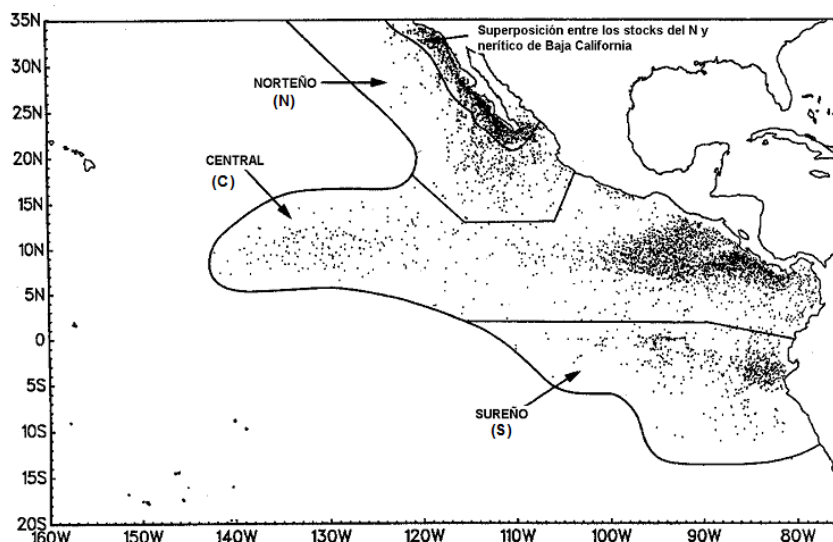 35N
30N
25N
20N
15N
10N
5N
0
5S
10S
15S
20S
Superposición entre los stocks del N y
nerítico de Baja California
NORTEÑO
(N)
CENTRAL
(C)
SUREÑO
(S)
160W 150W 140W 130W 120W 110W 100W 90W 80W